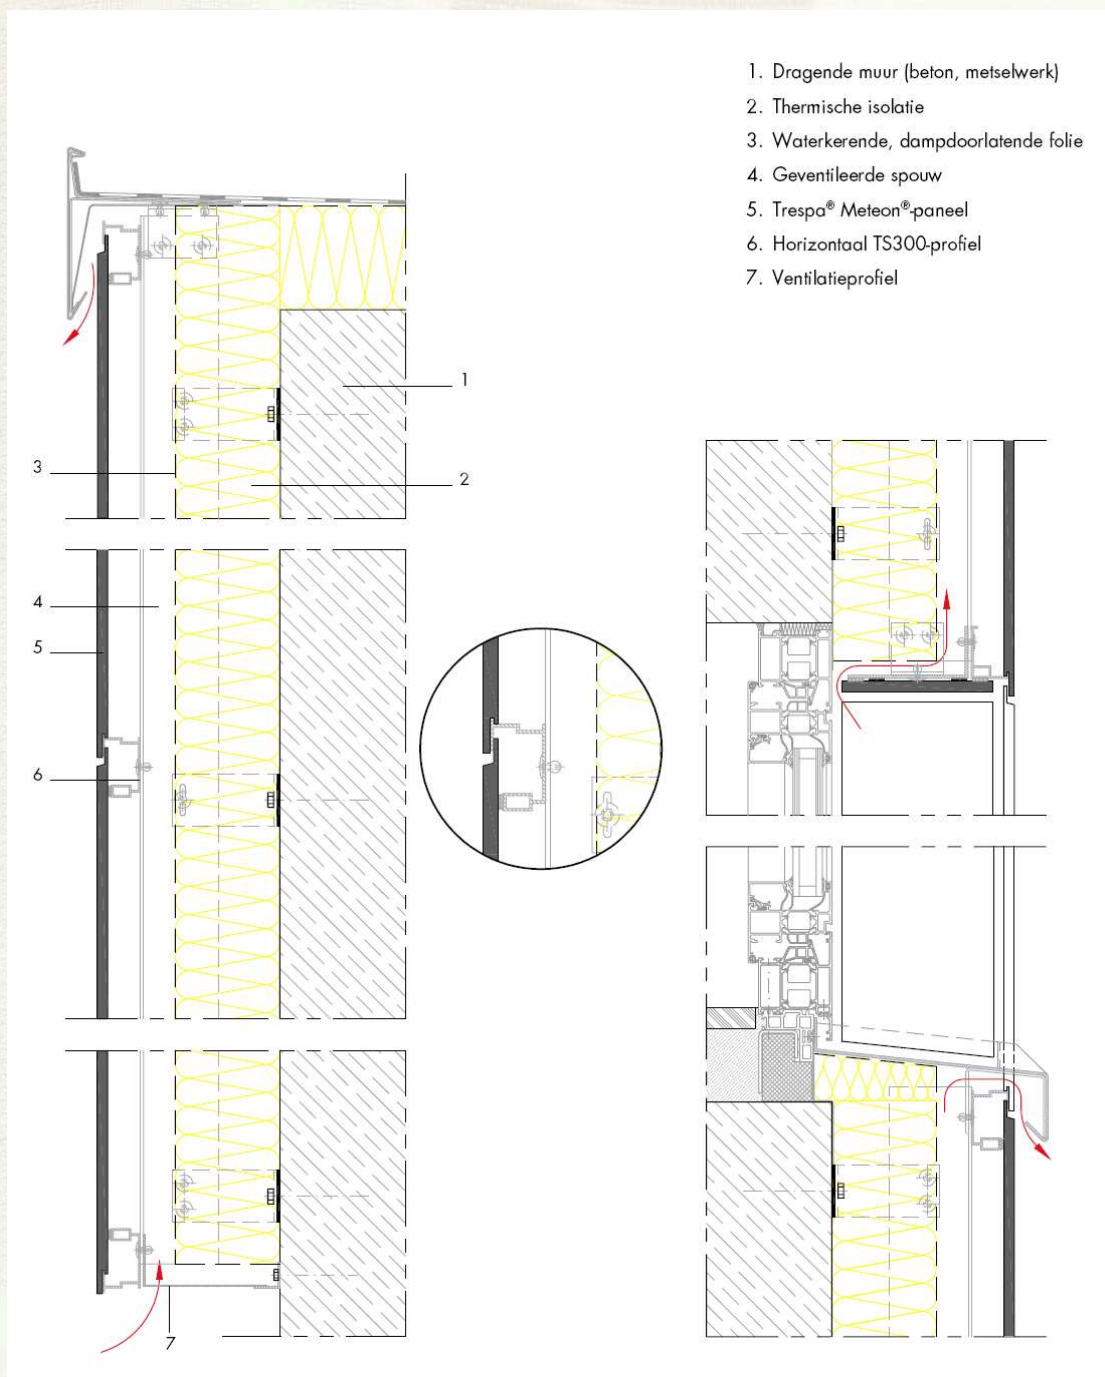 1. Dragende muur (beton, metselwerk)
2. Thermische isolatie
3. Waterkerende, dampdoorlatende folie
4. Geventileerde spouw
5. Trespa® Meteon®-paneel
6. Horizontaal TS300-profiel
7. Ventilatieprofiel
1
3
2
4
5
6
7